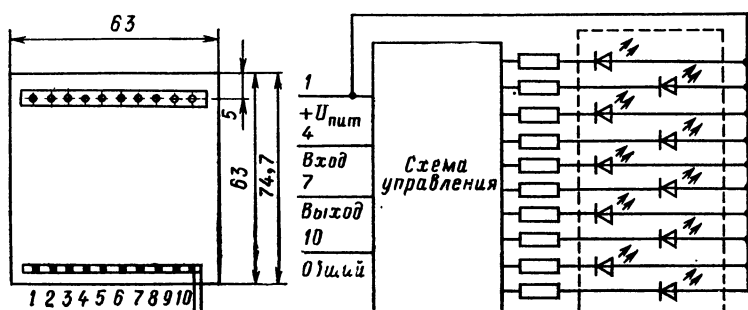 63
5
63
74,7
1 2 3 4 5 6 7 8 9 10
1
+Uпит
4
Вход
7
Выход
10
Общий
Схема
управления